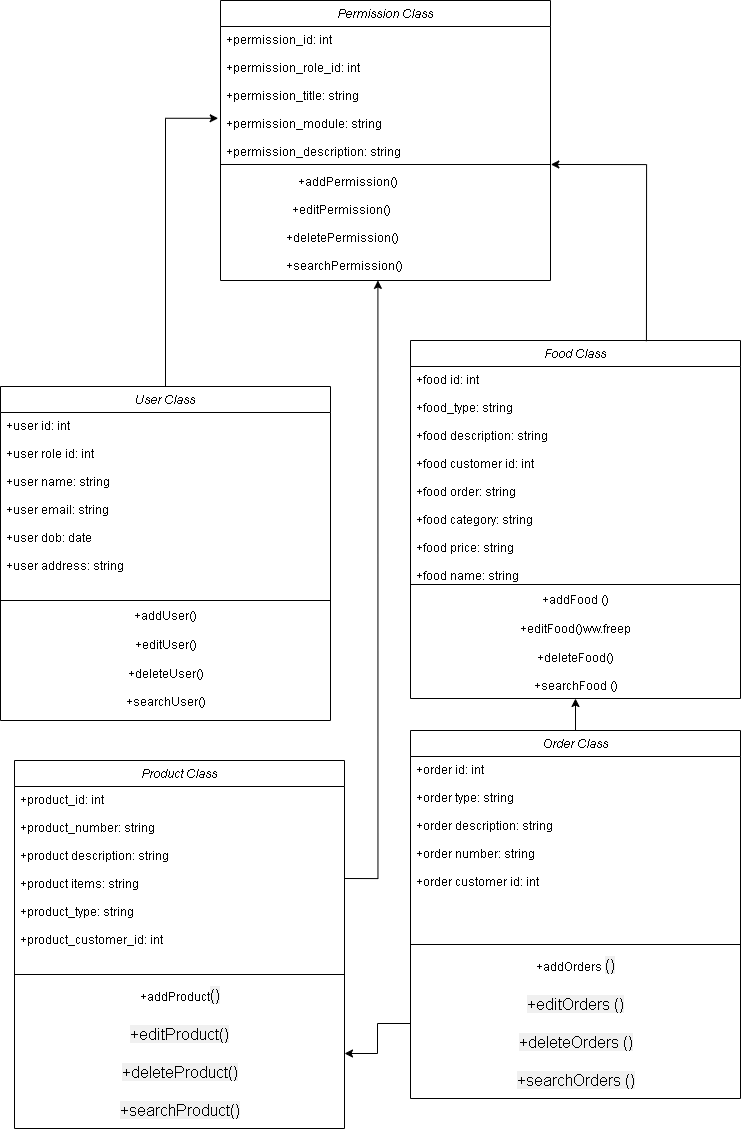 Permission Class
+permission_id: int
+permission_role_id: int
+permission_title: string
+permission_module: string
+permission_description: string
+addPermission()
+editPermission()
+deletePermission()
+searchPermission()
User Class
+user id: int
+user role id: int
+user name: string
+user email: string
+user dob: date
+user address: string
+addUser()
+editUser()
+deleteUser()
+searchUser()
Food Class
+food id: int
+food_type: string
+food description: string
+food customer id: int
+food order: string
+food category: string
+food price: string
+food name: string
+addFood ()
+editFood()ww.freep
+deleteFood()
+searchFood ()
Product Class
+product_id: int
+product_number: string
+product description: string
+product items: string
+product_type: string
+product_customer_id: int
+addProduct()
+editProduct()
+deleteProduct()
+searchProduct()
Order Class
+order id: int
+order type: string
+order description: string
+order number: string
+order customer id: int
+addOrders ()
+editOrders ()
+deleteOrders ()
+searchOrders ()